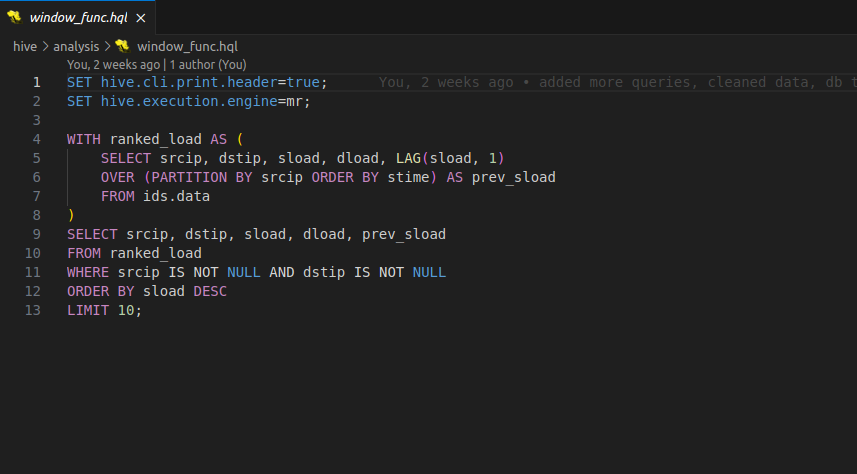 window_func.hql ×
hive > analysis > window_func.hql
You, 2 weeks ago | 1 author (You)
1 SET hive.cli.print.header=true; You, 2 weeks ago • added more queries, cleaned data, db t
2 SET hive.execution.engine=mr;
3
4 WITH ranked_load AS (
5     SELECT srcip, dstip, sload, dload, LAG(sload, 1)
6     OVER (PARTITION BY srcip ORDER BY stime) AS prev_sload
7     FROM ids.data
8 )
9 SELECT srcip, dstip, sload, dload, prev_sload
10 FROM ranked_load
11 WHERE srcip IS NOT NULL AND dstip IS NOT NULL
12 ORDER BY sload DESC
13 LIMIT 10;